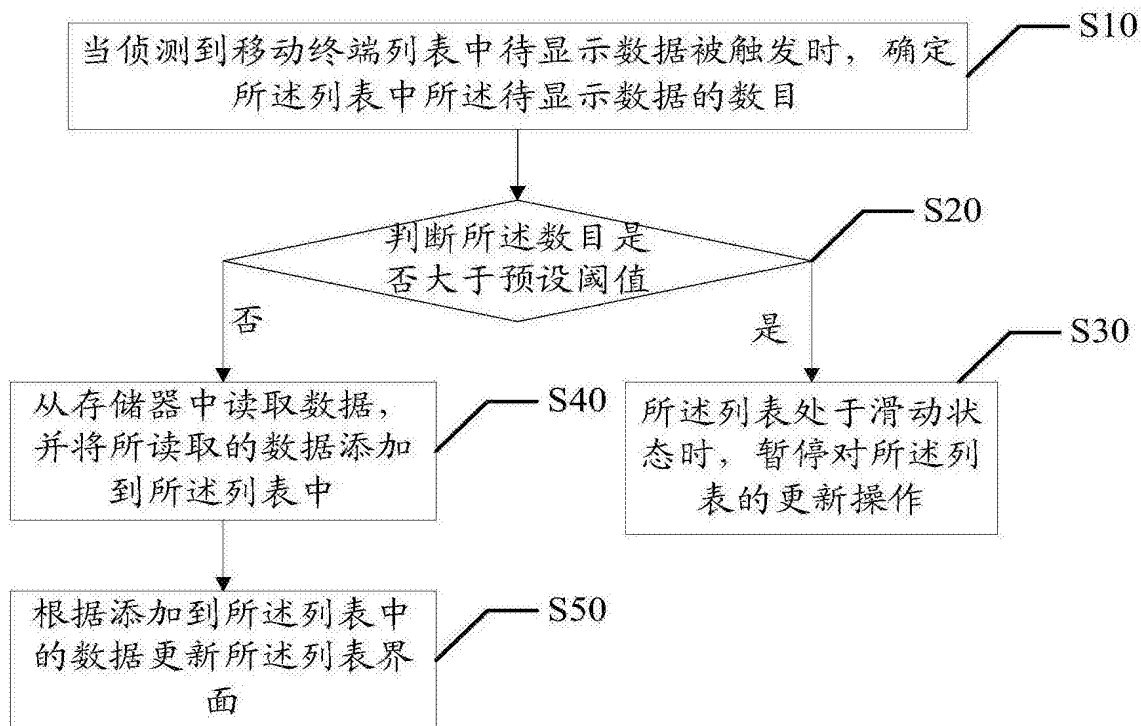 S10
当侦测到移动终端列表中待显示数据被触发时，确定
所述列表中所述待显示数据的数目
S20
判断所述数目是
否大于预设阈值
否
是
S30
S40
从存储器中读取数据，
并将所读取的数据添加
到所述列表中
所述列表处于滑动状
态时，暂停对所述列
表的更新操作
S50
根据添加到所述列表中
的数据更新所述列表界
面